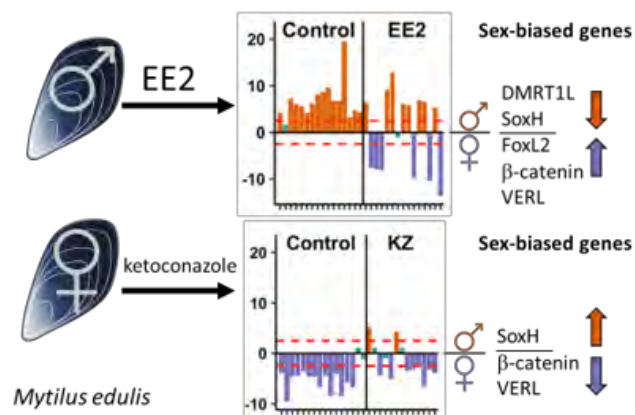 Control EE2 Sex-biased genes
EE2
20
10
0
-10
DMRT1L
SoxH
FoxL2
β-catenin
VERL
Control KZ Sex-biased genes
ketoconazole
20
10
0
-10
SoxH
β-catenin
VERL
Mytilus edulis